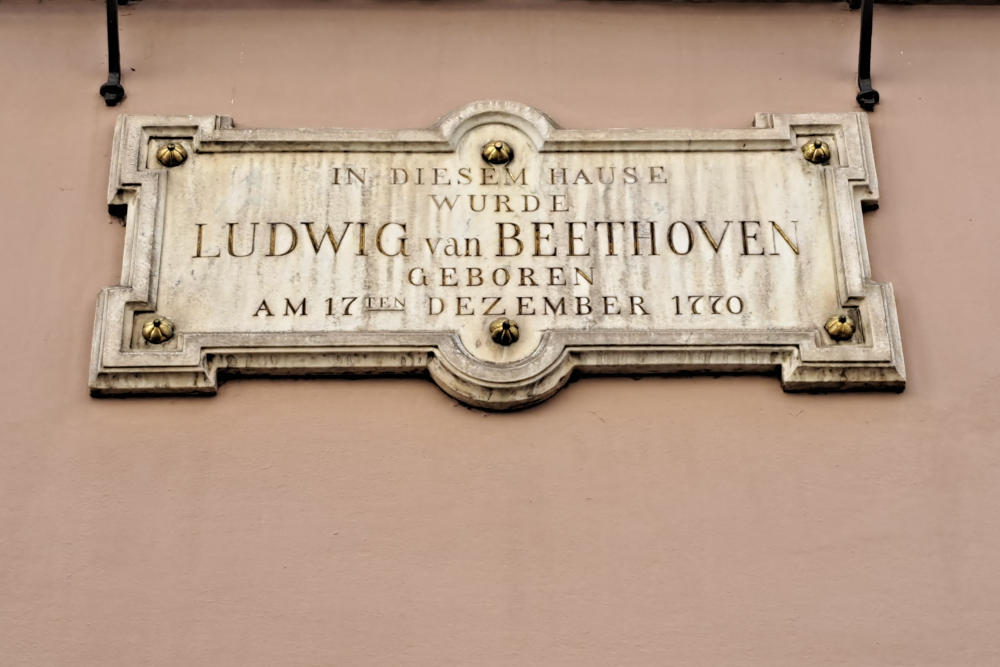 IN DIESEM HAUSE
WURDE
LUDWIG van BEETHOVEN
GEBOREN
AM 17TEN DEZEMBER 1770